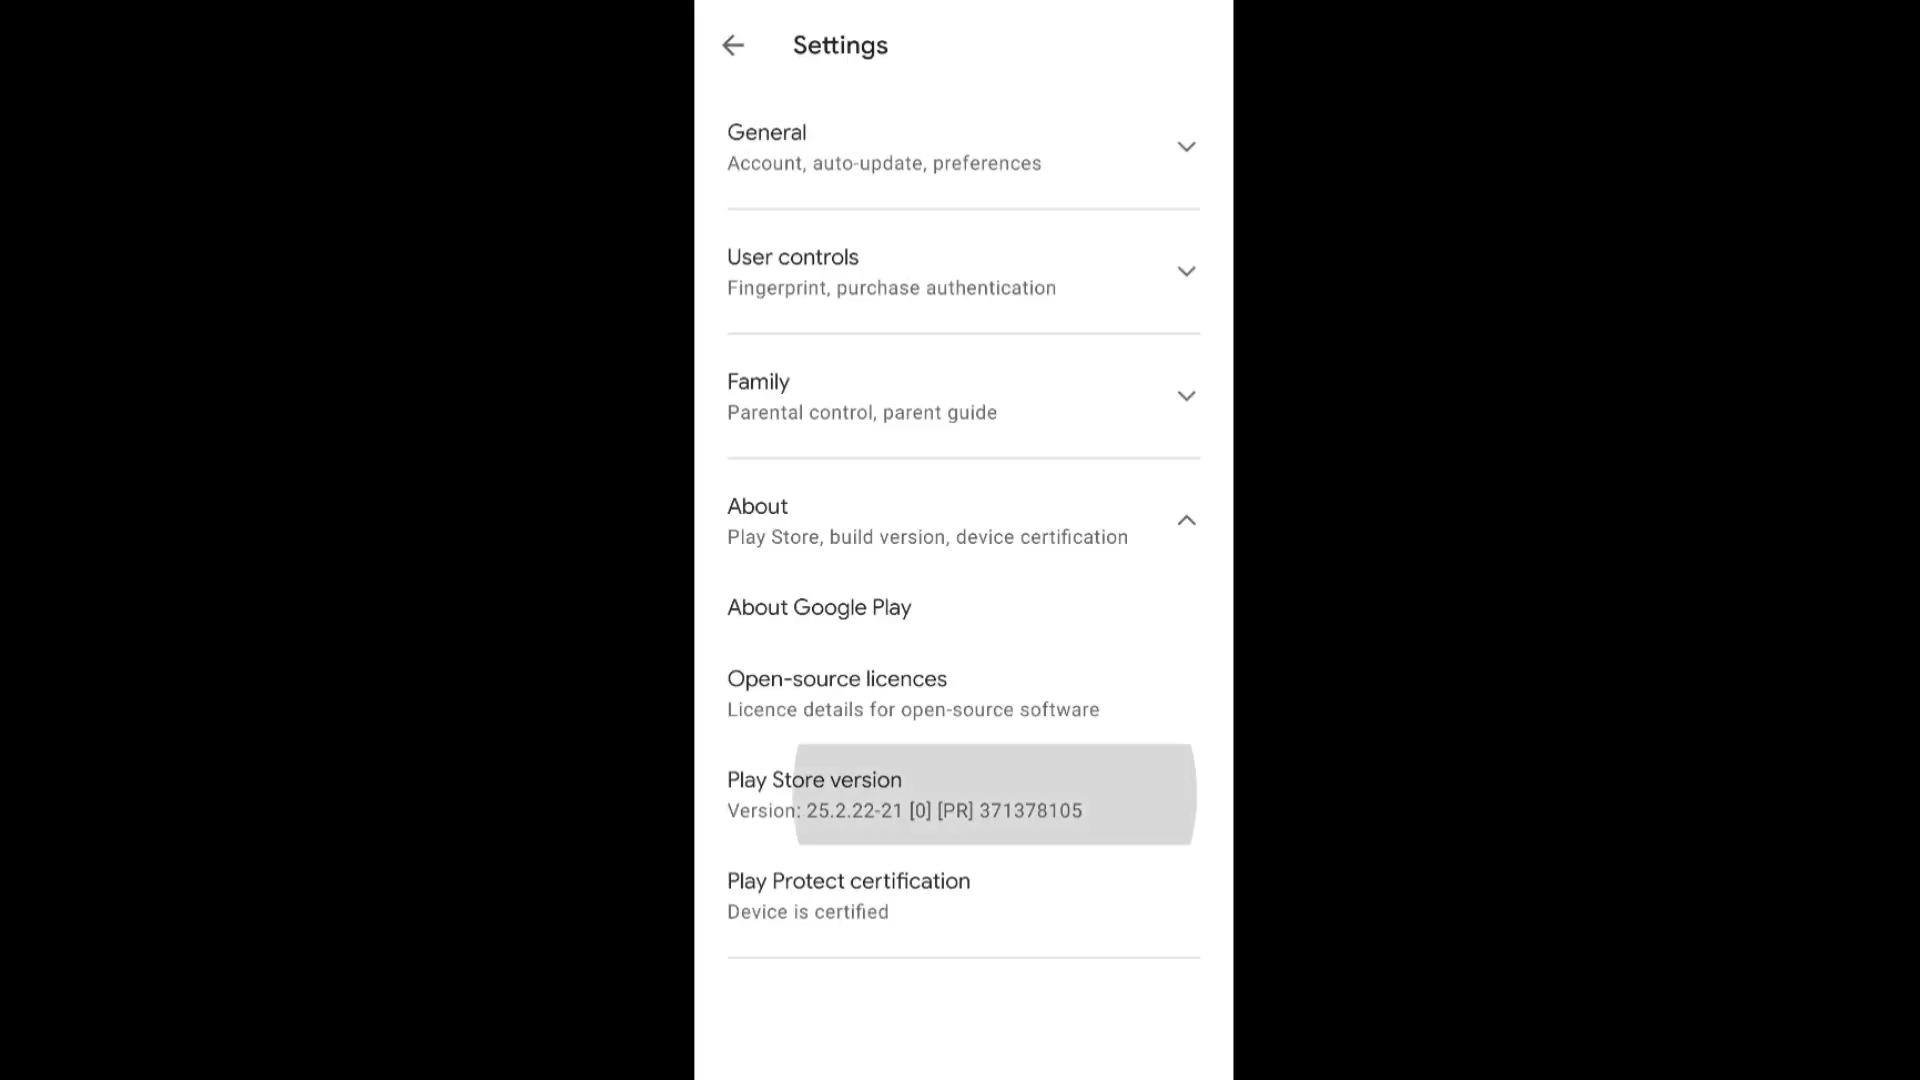 Settings
General
Account, auto-update, preferences
User controls
Fingerprint, purchase authentication
Family
Parental control, parent guide
About
Play Store, build version, device certification
About Google Play
Open-source licences
Licence details for open-source software
Play Store version
Version: 25.2.22-21 [0] [PR] 371378105
Play Protect certification
Device is certified